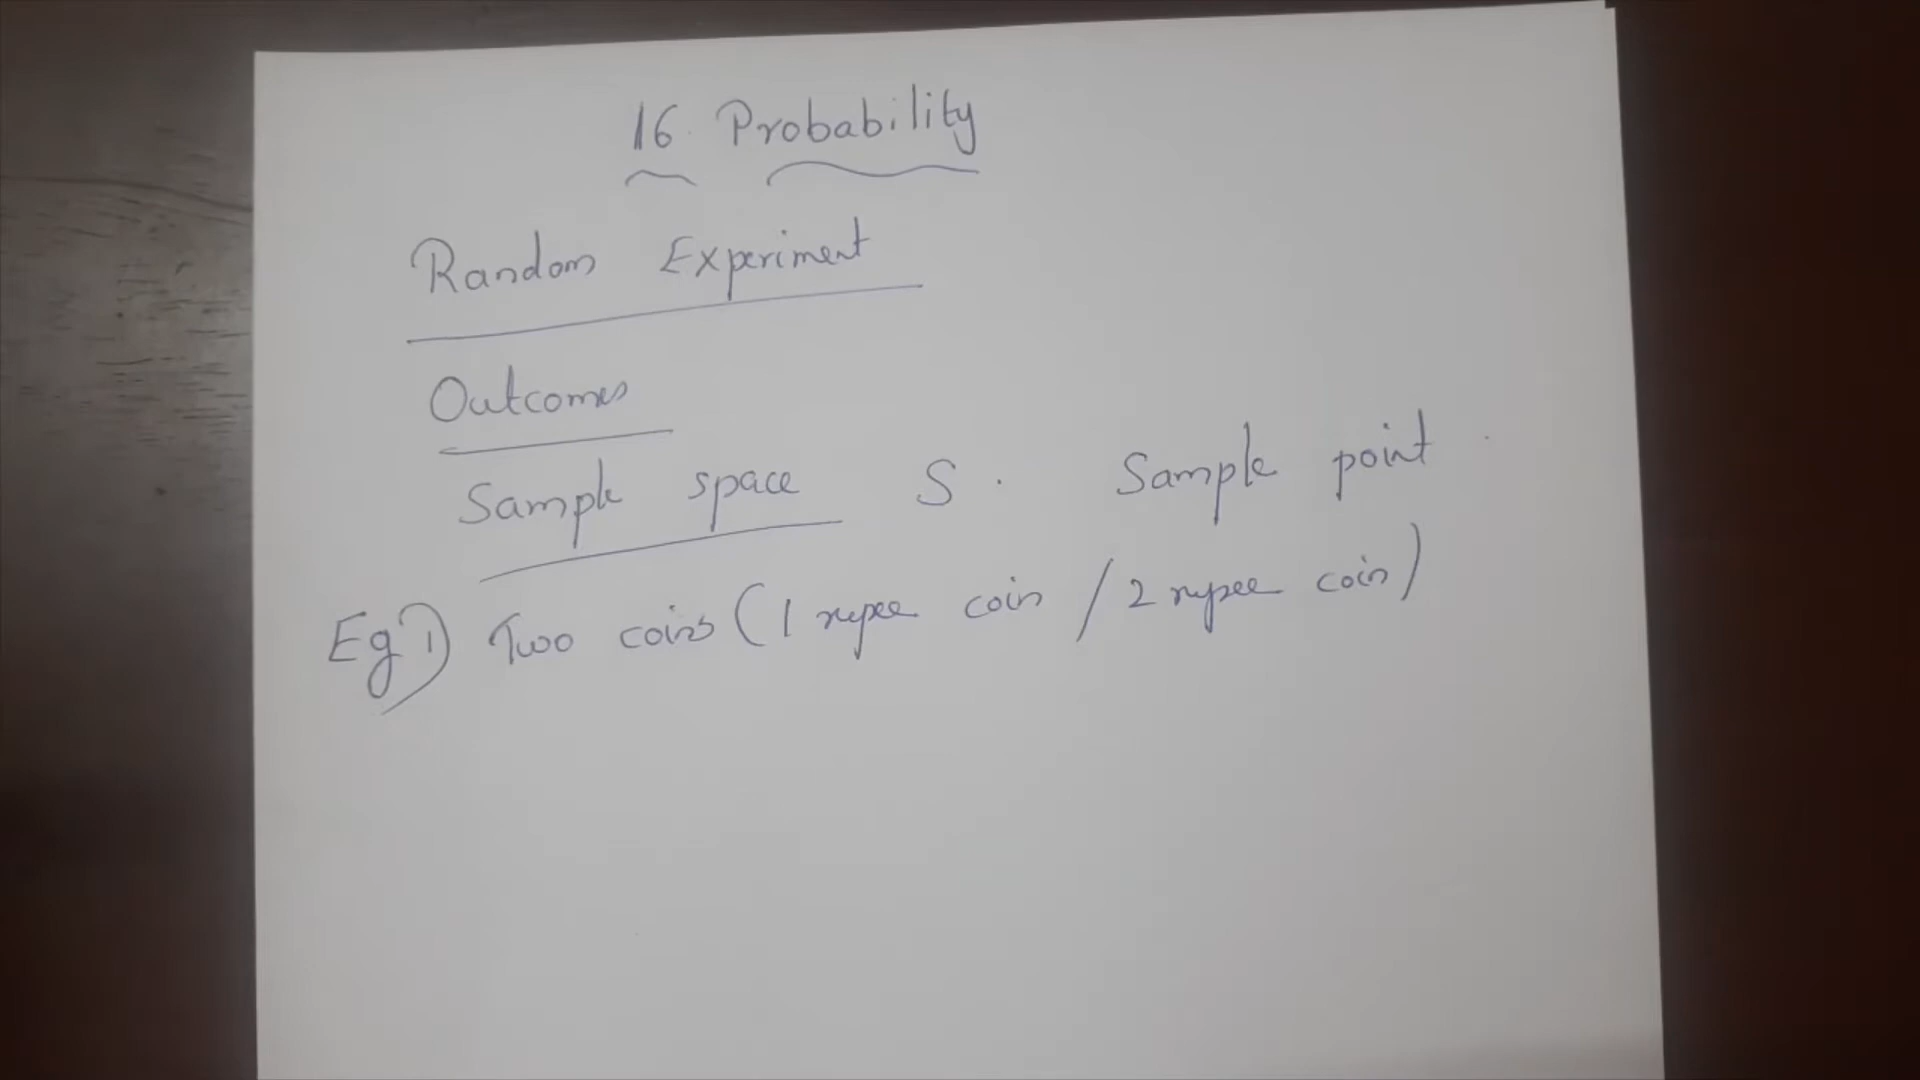 16. Probability
Random Experiment
Outcomes
Sample space S. Sample point.
Eg 1) Two coins (1 rupee coin / 2 rupee coin)